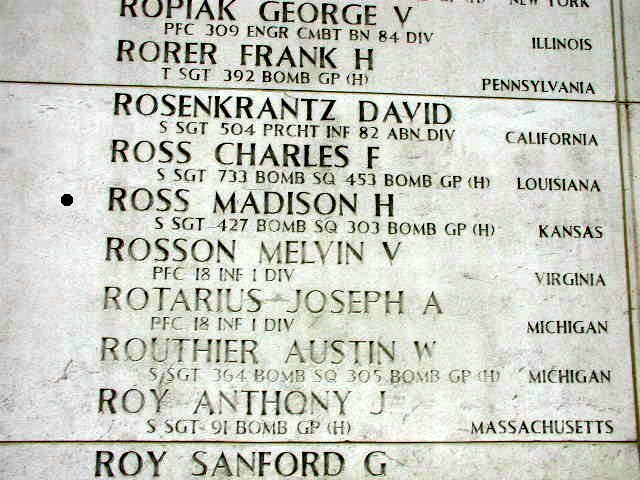 NEW YORK
ROPIAK GEORGE V
PFC 309 ENGR CMBT BN 84 DIV ILLINOIS
RORER FRANK H
T SGT 392 BOMB GP (H) PENNSYLVANIA
ROSENKRANTZ DAVID
S SGT 504 PRCHT INF 82 ABN DIV CALIFORNIA
ROSS CHARLES F
S SGT 733 BOMB SQ 453 BOMB GP (H) LOUISIANA
ROSS MADISON H
S SGT 427 BOMB SQ 303 BOMB GP (H) KANSAS
ROSSON MELVIN V
PFC 18 INF 1 DIV VIRGINIA
ROTARIUS JOSEPH A
PFC 18 INF 1 DIV MICHIGAN
ROUTHIER AUSTIN W
S SGT 364 BOMB SQ 305 BOMB GP (H) MICHIGAN
ROY ANTHONY J
S SGT 91 BOMB GP (H) MASSACHUSETTS
ROY SANFORD G